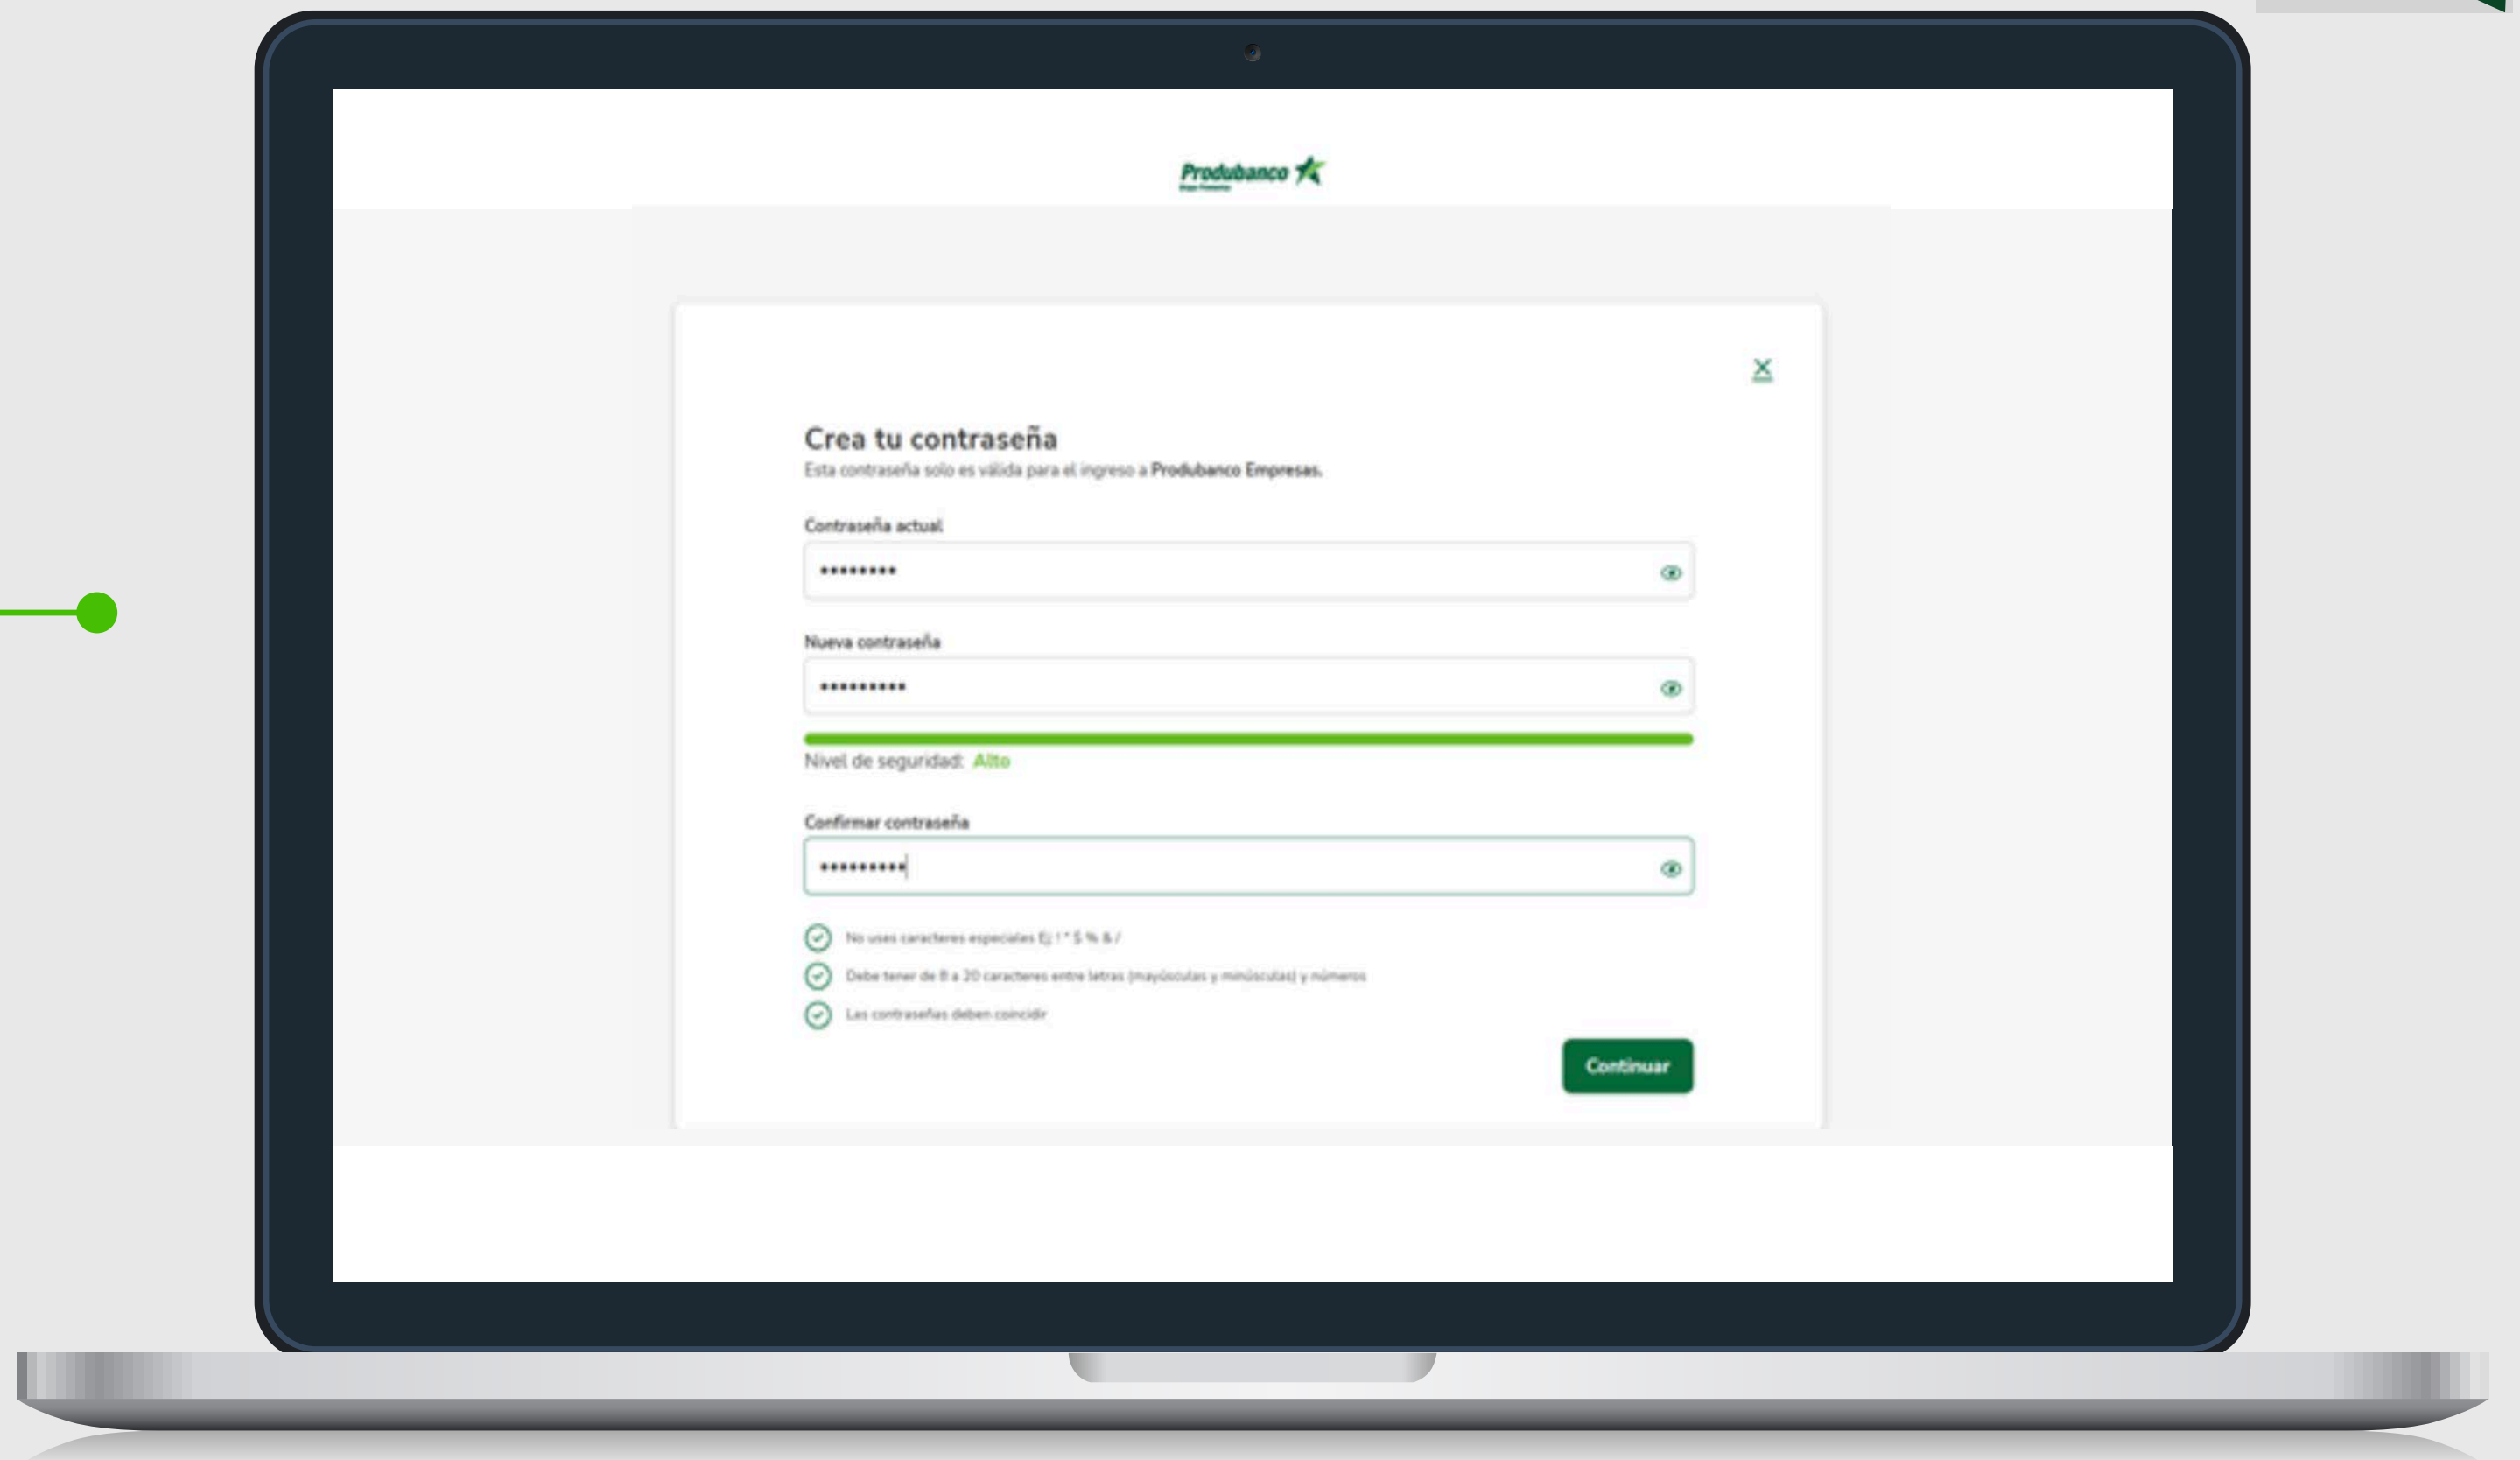 Produbanco
Grupo Promerica
Crea tu contraseña
Esta contraseña solo es válida para el ingreso a Produbanco Empresas.
Contraseña actual
••••••••
Nueva contraseña
•••••••••
Nivel de seguridad: Alto
Confirmar contraseña
•••••••••
No uses caracteres especiales Ej: ! * $ % & /
Debe tener de 8 a 20 caracteres entre letras (mayúsculas y minúsculas) y números
Las contraseñas deben coincidir
Continuar